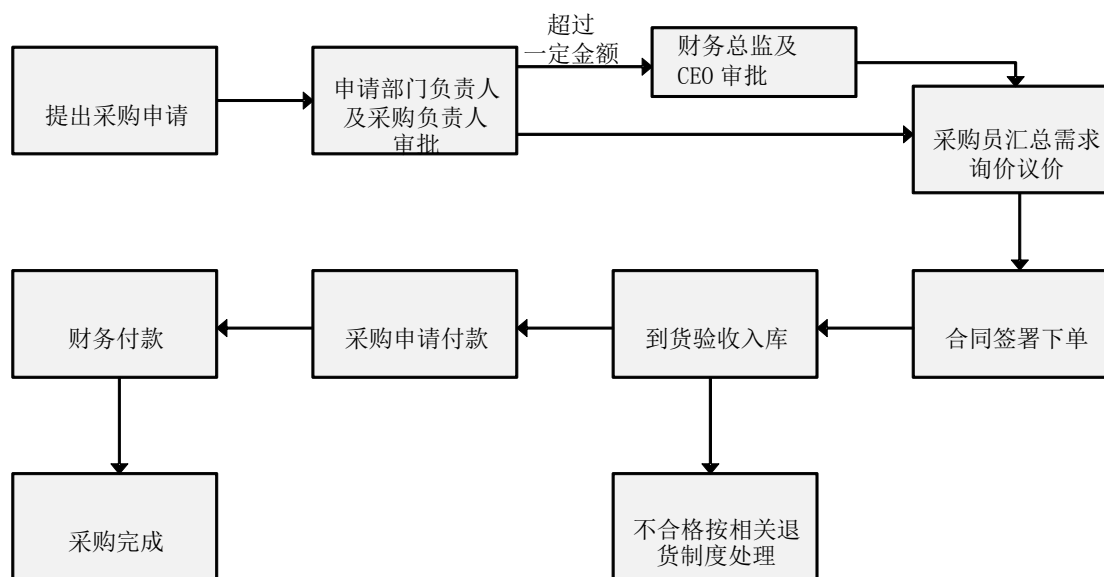 提出采购申请
申请部门负责人
及采购负责人
审批
超过
一定金额
财务总监及
CEO 审批
采购员汇总需求
询价议价
财务付款
采购申请付款
到货验收入库
合同签署下单
采购完成
不合格按相关退
货制度处理